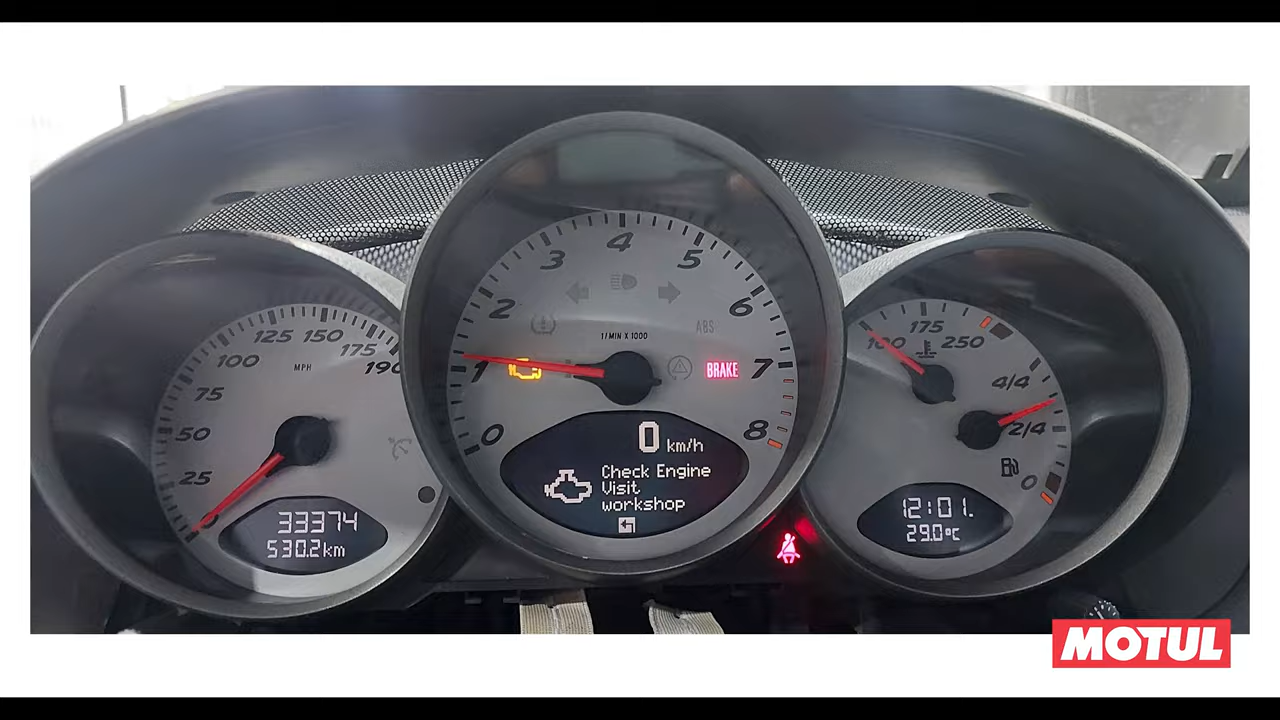 4
3
5
2
6
1/MIN X 1000
ABS
1
BRAKE
7
0
8
0 km/h
Check Engine
Visit
workshop
125
150
100
175
MPH
190
75
50
25
33374
530.2km
175
100
250
4/4
2/4
0
12:01.
29.0°C
MOTUL